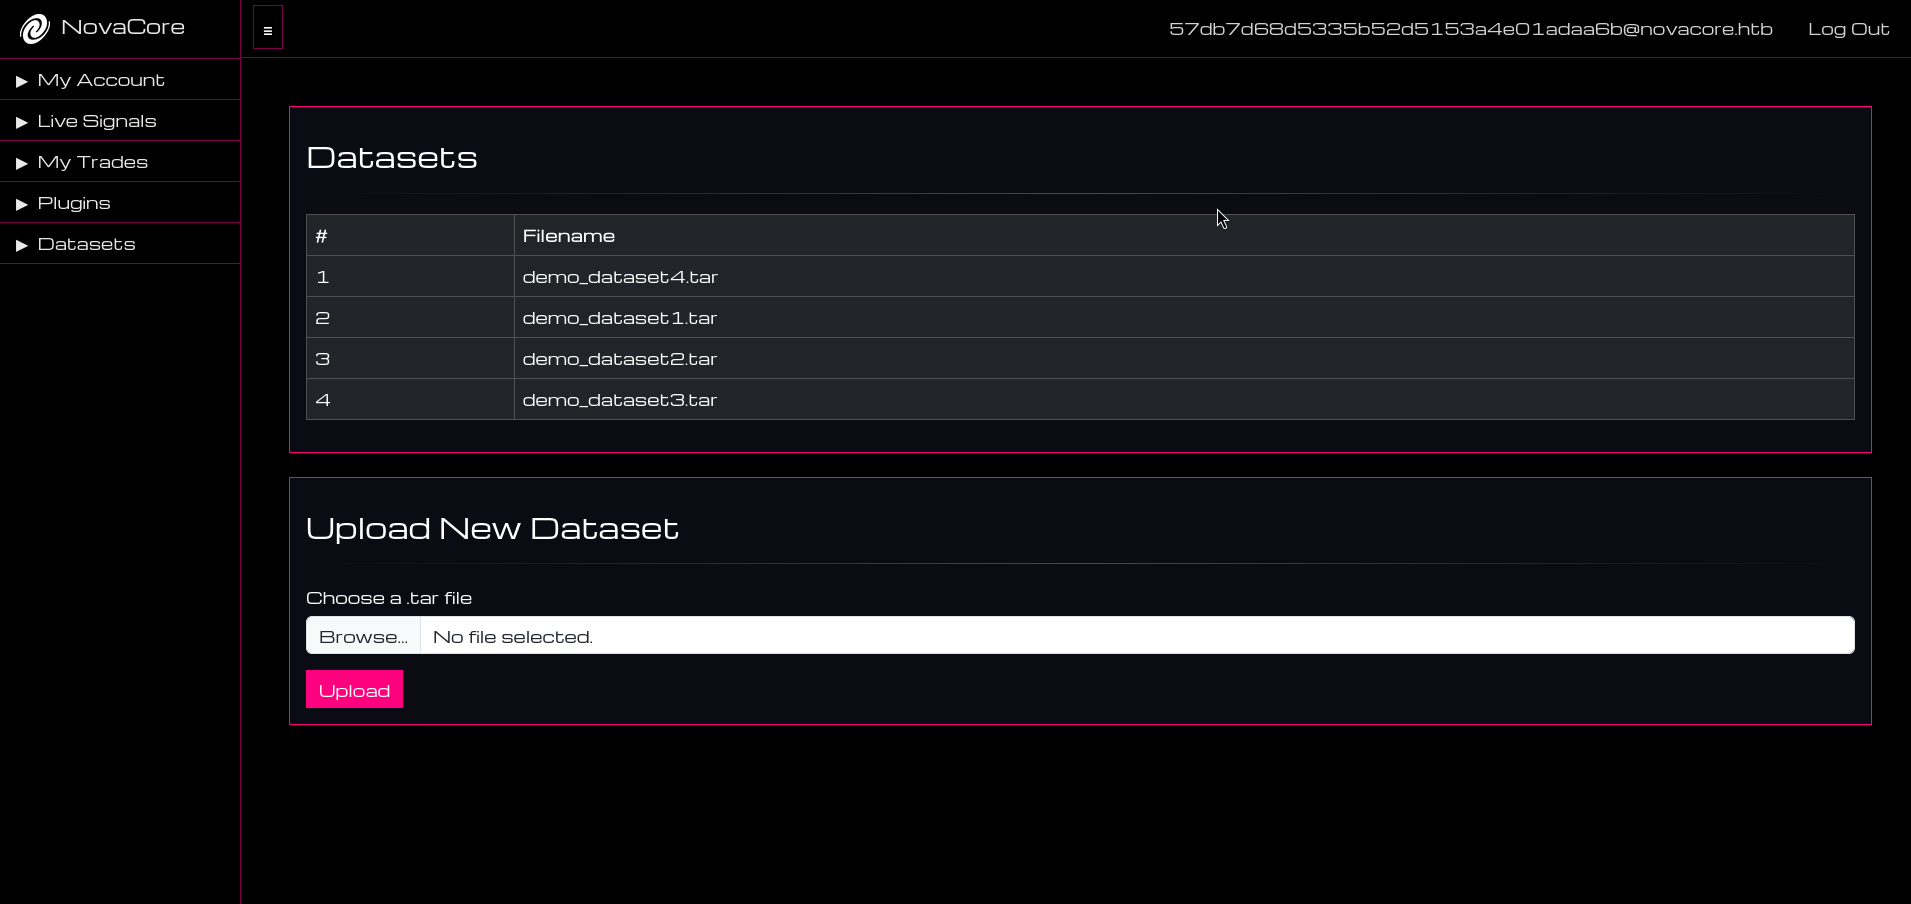 NovaCore
≡
57db7d68d5335b52d5153a4e01adaa6b@novacore.htb
Log Out
▶ My Account
▶ Live Signals
▶ My Trades
▶ Plugins
▶ Datasets
Datasets
# Filename
1 demo_dataset4.tar
2 demo_dataset1.tar
3 demo_dataset2.tar
4 demo_dataset3.tar
Upload New Dataset
Choose a .tar file
Browse... No file selected.
Upload